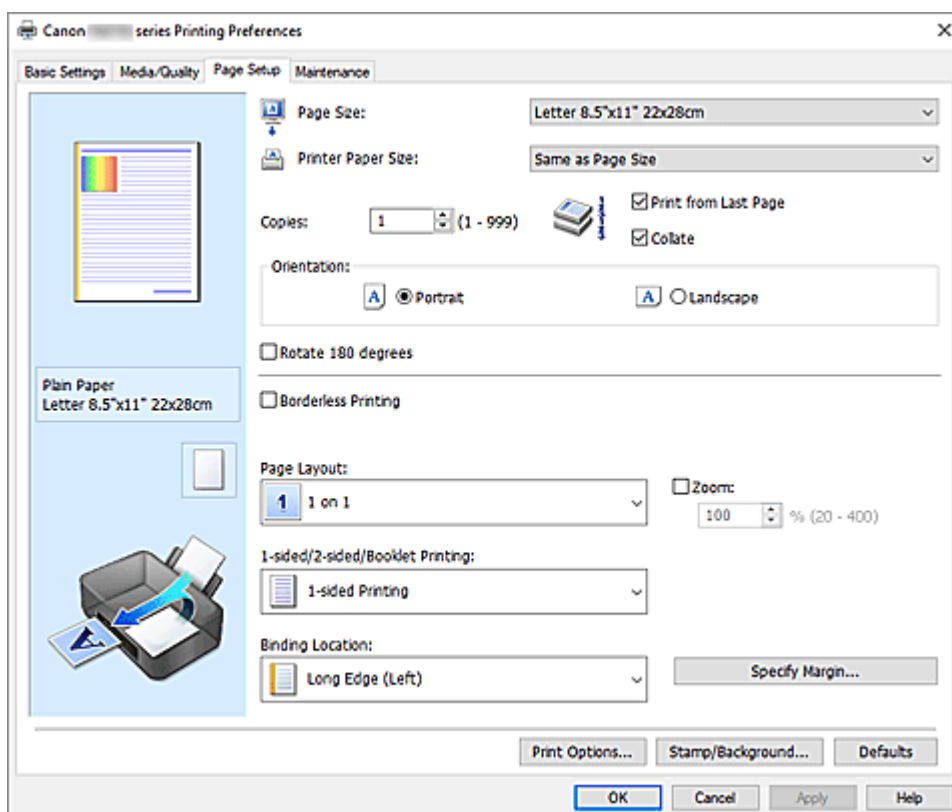 Canon series Printing Preferences
Basic Settings Media/Quality Page Setup Maintenance
Page Size: Letter 8.5"x11" 22x28cm
Printer Paper Size: Same as Page Size
Copies: 1 (1 - 999)
Print from Last Page
Collate
Orientation:
A Portrait A Landscape
Rotate 180 degrees
Plain Paper
Letter 8.5"x11" 22x28cm
Borderless Printing
Page Layout:
1 1 on 1
Zoom:
100 % (20 - 400)
1-sided/2-sided/Booklet Printing:
1-sided Printing
Binding Location:
Long Edge (Left)
Specify Margin...
Print Options... Stamp/Background... Defaults
OK Cancel Apply Help